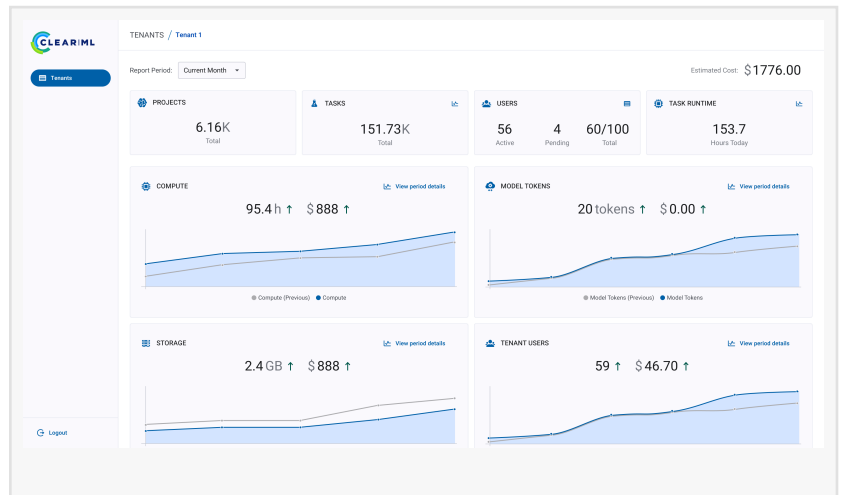 CLEAR|ML
TENANTS / Tenant 1
Tenants
Report Period: Current Month
Estimated Cost: $1776.00
PROJECTS
6.16K
Total
TASKS
151.73K
Total
USERS
56 4 60/100
Active Pending Total
TASK RUNTIME
153.7
Hours Today
COMPUTE View period details
95.4 h ↑ $888 ↑
Compute (Previous) Compute
MODEL TOKENS View period details
20 tokens ↑ $0.00 ↑
Model Tokens (Previous) Model Tokens
STORAGE View period details
2.4 GB ↑ $888 ↑
TENANT USERS View period details
59 ↑ $46.70 ↑
Logout